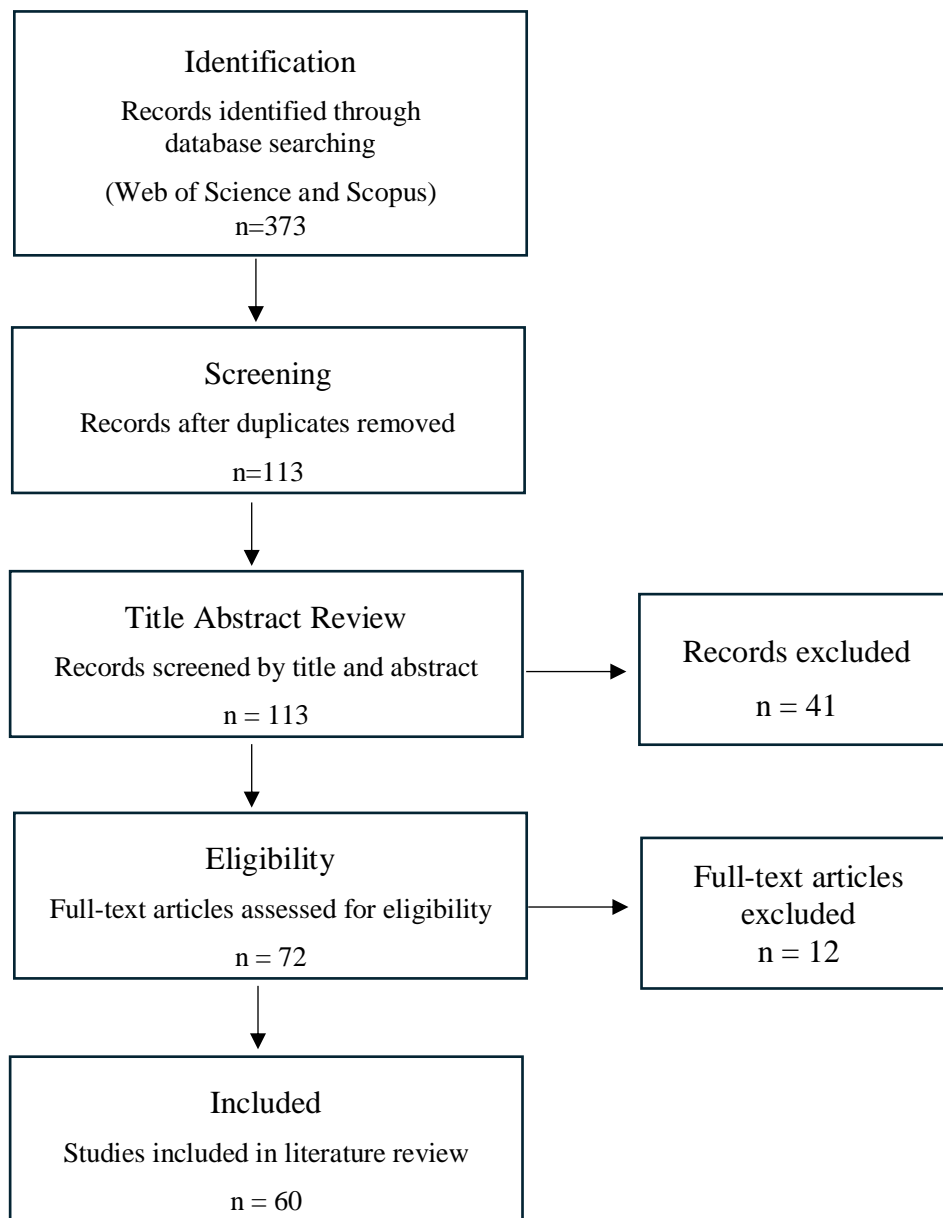 Identification
Records identified through
database searching
(Web of Science and Scopus)
n=373
Screening
Records after duplicates removed
n=113
Title Abstract Review
Records screened by title and abstract
n = 113
Records excluded
n = 41
Eligibility
Full-text articles assessed for eligibility
n = 72
Full-text articles
excluded
n = 12
Included
Studies included in literature review
n = 60